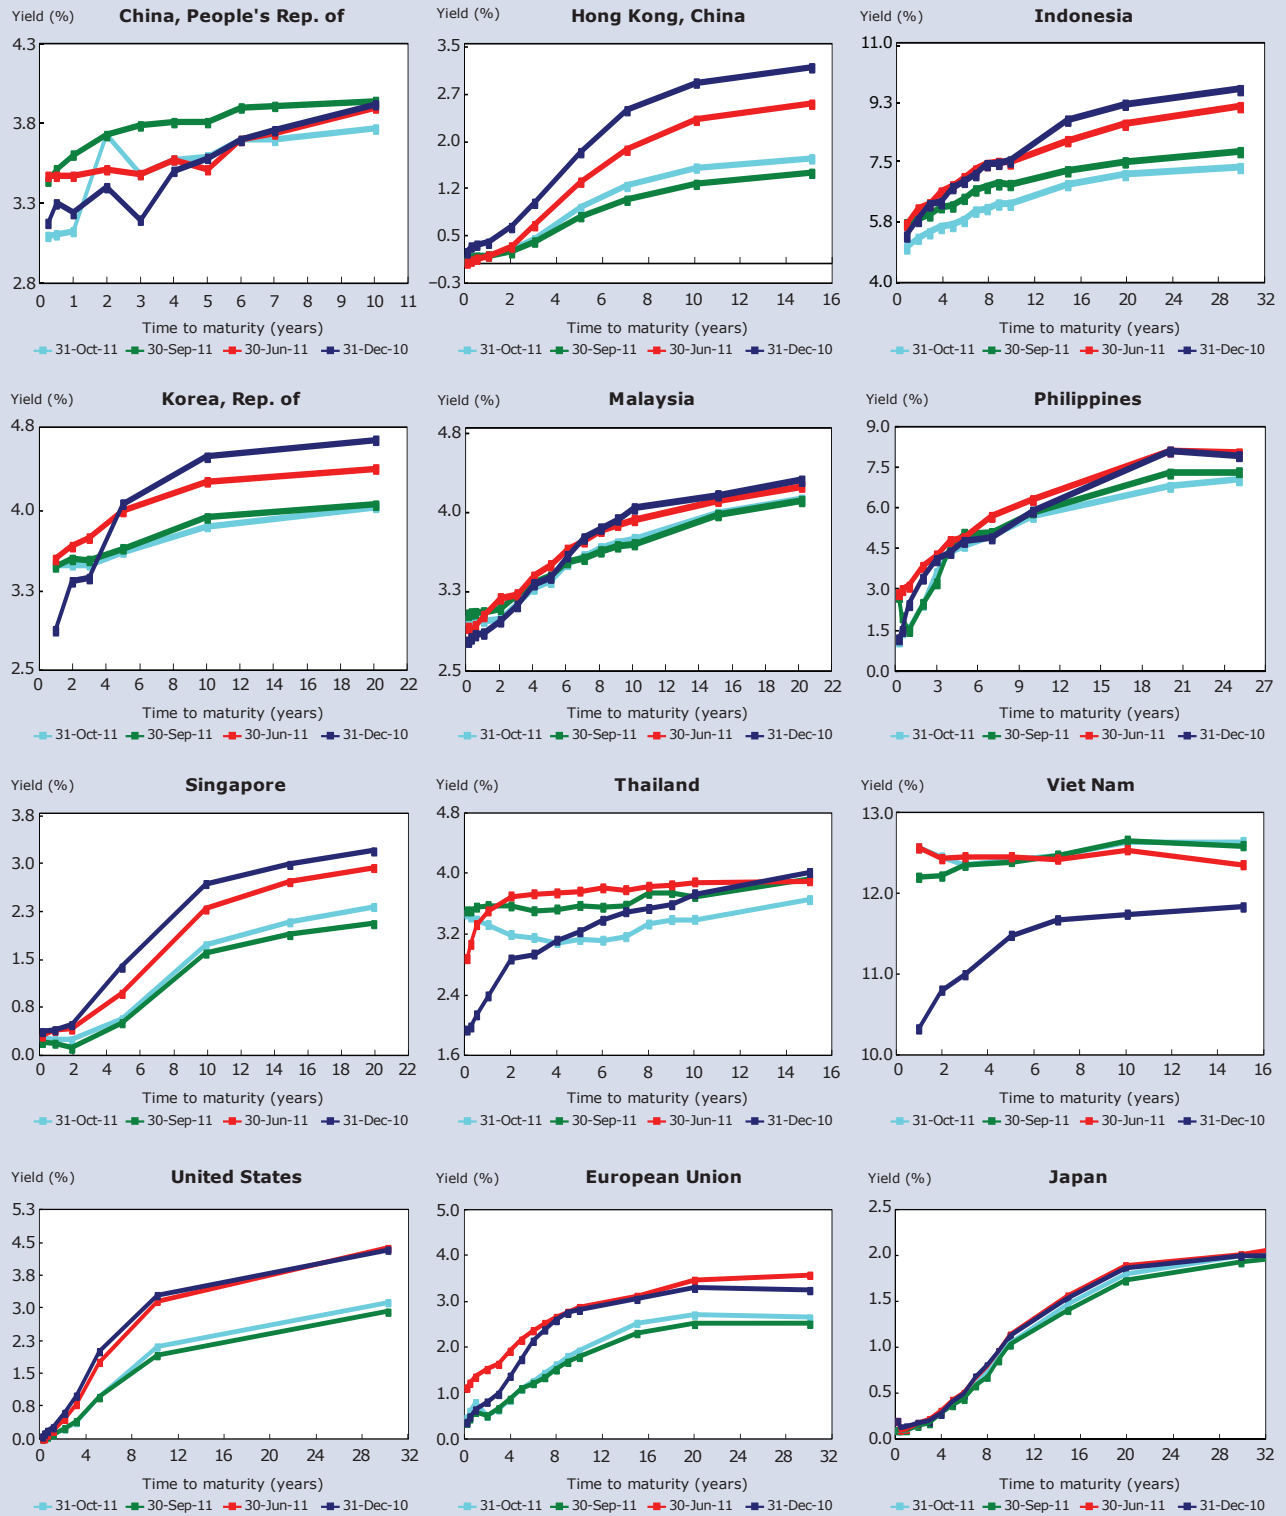 Yield (%) China, People's Rep. of
4.3
3.8
3.3
2.8
0 1 2 3 4 5 6 7 8 9 10 11
Time to maturity (years)
31-Oct-11 30-Sep-11 30-Jun-11 31-Dec-10
Yield (%) Hong Kong, China
3.5
2.7
2.0
1.2
0.5
−0.3
0 2 4 6 8 10 12 14 16
Time to maturity (years)
31-Oct-11 30-Sep-11 30-Jun-11 31-Dec-10
Yield (%) Indonesia
11.0
9.3
7.5
5.8
4.0
0 4 8 12 16 20 24 28 32
Time to maturity (years)
31-Oct-11 30-Sep-11 30-Jun-11 31-Dec-10
Yield (%) Korea, Rep. of
4.8
4.0
3.3
2.5
0 2 4 6 8 10 12 14 16 18 20 22
Time to maturity (years)
31-Oct-11 30-Sep-11 30-Jun-11 31-Dec-10
Yield (%) Malaysia
4.8
4.0
3.3
2.5
0 2 4 6 8 10 12 14 16 18 20 22
Time to maturity (years)
31-Oct-11 30-Sep-11 30-Jun-11 31-Dec-10
Yield (%) Philippines
9.0
7.5
6.0
4.5
3.0
1.5
0.0
0 3 6 9 12 15 18 21 24 27
Time to maturity (years)
31-Oct-11 30-Sep-11 30-Jun-11 31-Dec-10
Yield (%) Singapore
3.8
3.0
2.3
1.5
0.8
0.0
0 2 4 6 8 10 12 14 16 18 20 22
Time to maturity (years)
31-Oct-11 30-Sep-11 30-Jun-11 31-Dec-10
Yield (%) Thailand
4.8
4.0
3.2
2.4
1.6
0 2 4 6 8 10 12 14 16
Time to maturity (years)
31-Oct-11 30-Sep-11 30-Jun-11 31-Dec-10
Yield (%) Viet Nam
13.0
12.0
11.0
10.0
0 2 4 6 8 10 12 14 16
Time to maturity (years)
31-Oct-11 30-Sep-11 30-Jun-11 31-Dec-10
Yield (%) United States
5.3
4.5
3.8
3.0
2.3
1.5
0.8
0.0
0 4 8 12 16 20 24 28 32
Time to maturity (years)
31-Oct-11 30-Sep-11 30-Jun-11 31-Dec-10
Yield (%) European Union
5.0
4.0
3.0
2.0
1.0
0.0
0 4 8 12 16 20 24 28 32
Time to maturity (years)
31-Oct-11 30-Sep-11 30-Jun-11 31-Dec-10
Yield (%) Japan
2.5
2.0
1.5
1.0
0.5
0.0
0 4 8 12 16 20 24 28 32
Time to maturity (years)
31-Oct-11 30-Sep-11 30-Jun-11 31-Dec-10